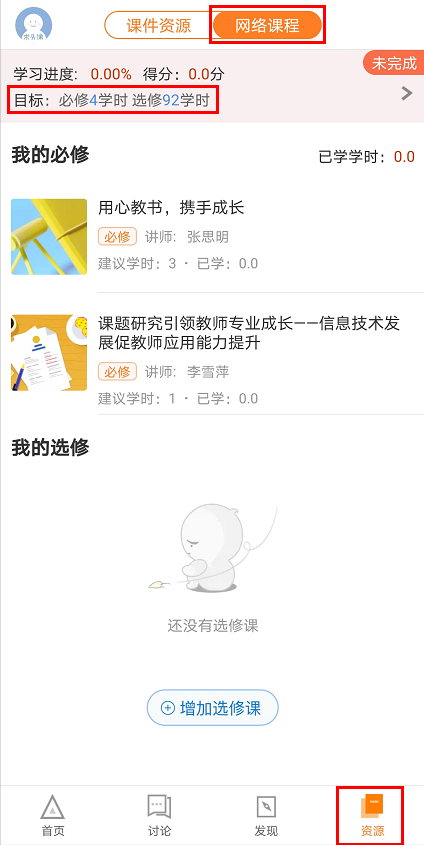 课件资源 网络课程
未完成
学习进度: 0.00% 得分: 0.0分
目标: 必修4学时 选修92学时
我的必修 已学学时: 0.0
用心教书，携手成长
必修 讲师: 张思明
建议学时: 3 · 已学: 0.0
课题研究引领教师专业成长——信息技术发
展促教师应用能力提升
必修 讲师: 李雪萍
建议学时: 1 · 已学: 0.0
我的选修
还没有选修课
增加选修课
首页 讨论 发现 资源